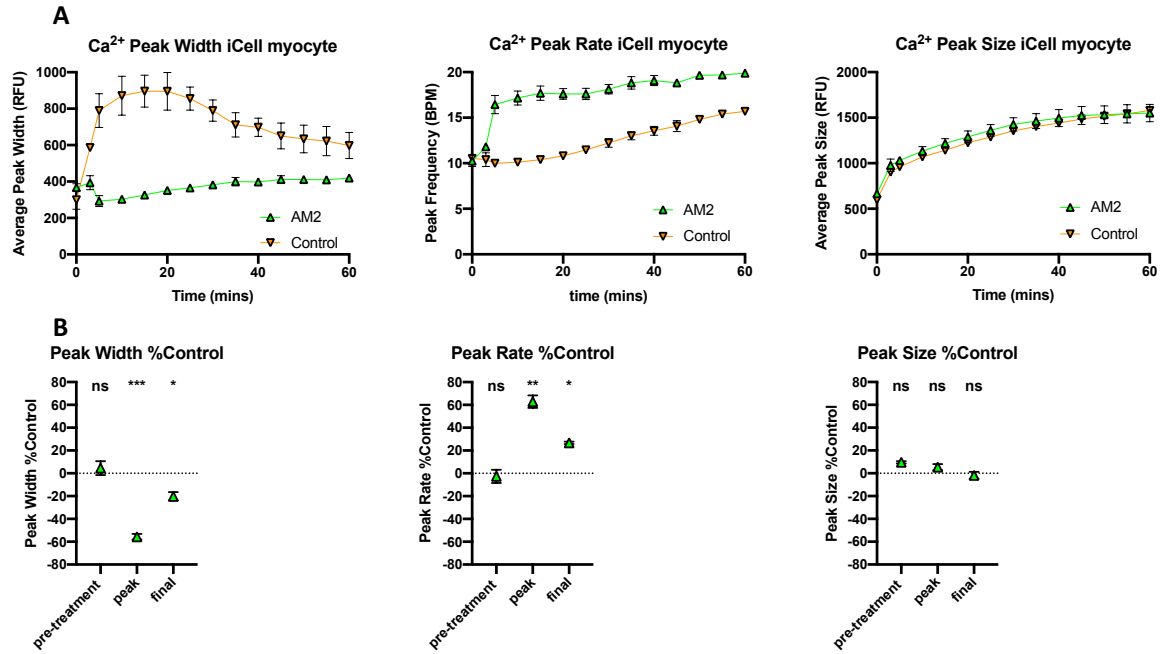 A
Ca²⁺ Peak Width iCell myocyte
Average Peak Width (RFU)
1000
800
600
400
200
0
AM2
Control
0 20 40 60
Time (mins)
Ca²⁺ Peak Rate iCell myocyte
Peak Frequency (BPM)
20
15
10
5
0
AM2
Control
0 20 40 60
time (mins)
Ca²⁺ Peak Size iCell myocyte
Average Peak Size (RFU)
2000
1500
1000
500
0
AM2
Control
0 20 40 60
Time (mins)
B
Peak Width %Control
Peak Width %Control
80
60
40
20
0
-20
-40
-60
-80
ns *** *
pre-treatment
peak
final
Peak Rate %Control
Peak Rate %Control
80
60
40
20
0
-20
-40
-60
-80
ns ** *
pre-treatment
peak
final
Peak Size %Control
Peak Size %Control
80
60
40
20
0
-20
-40
-60
-80
ns ns ns
pre-treatment
peak
final